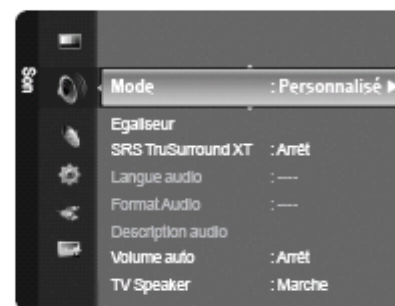 Son
Mode : Personnalisé
Egaliseur
SRS TruSurround XT : Arrêt
Langue audio : ----
Format Audio : ----
Description audio
Volume auto : Arrêt
TV Speaker : Marche